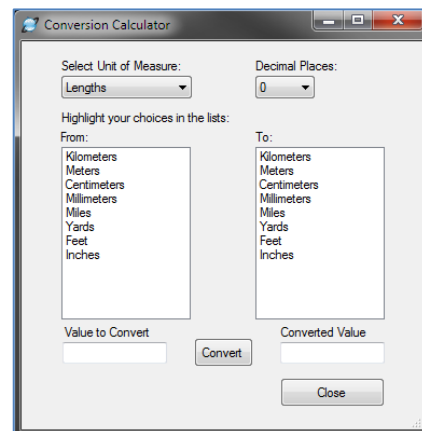 Conversion Calculator
Select Unit of Measure: Decimal Places:
Lengths 0
Highlight your choices in the lists:
From: To:
Kilometers Kilometers
Meters Meters
Centimeters Centimeters
Millimeters Millimeters
Miles Miles
Yards Yards
Feet Feet
Inches Inches
Value to Convert Converted Value
Convert
Close